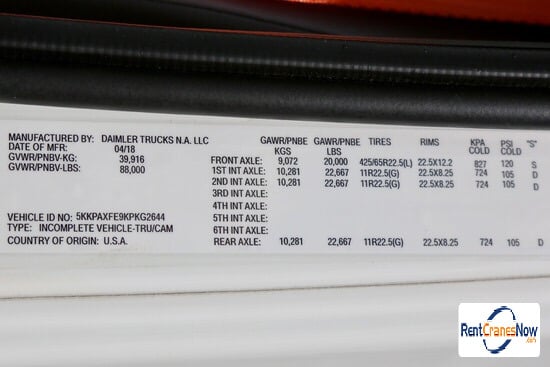 MANUFACTURED BY: DAIMLER TRUCKS N.A. LLC
DATE OF MFR: 04/18
GVWR/PNBV-KG: 39,916
GVWR/PNBV-LBS: 88,000
VEHICLE ID NO: 5KKPAXFE9KPKG2644
TYPE: INCOMPLETE VEHICLE-TRU/CAM
COUNTRY OF ORIGIN: U.S.A.
GAWR/PNBE KGS GAWR/PNBE LBS TIRES RIMS KPA COLD PSI COLD "S"
FRONT AXLE: 9,072 20,000 425/65R22.5(L) 22.5X12.2 827 120 S
1ST INT AXLE: 10,281 22,667 11R22.5(G) 22.5X8.25 724 105 D
2ND INT AXLE: 10,281 22,667 11R22.5(G) 22.5X8.25 724 105 D
3RD INT AXLE:
4TH INT AXLE:
5TH INT AXLE:
6TH INT AXLE:
REAR AXLE: 10,281 22,667 11R22.5(G) 22.5X8.25 724 105 D
RentCranesNow
.com